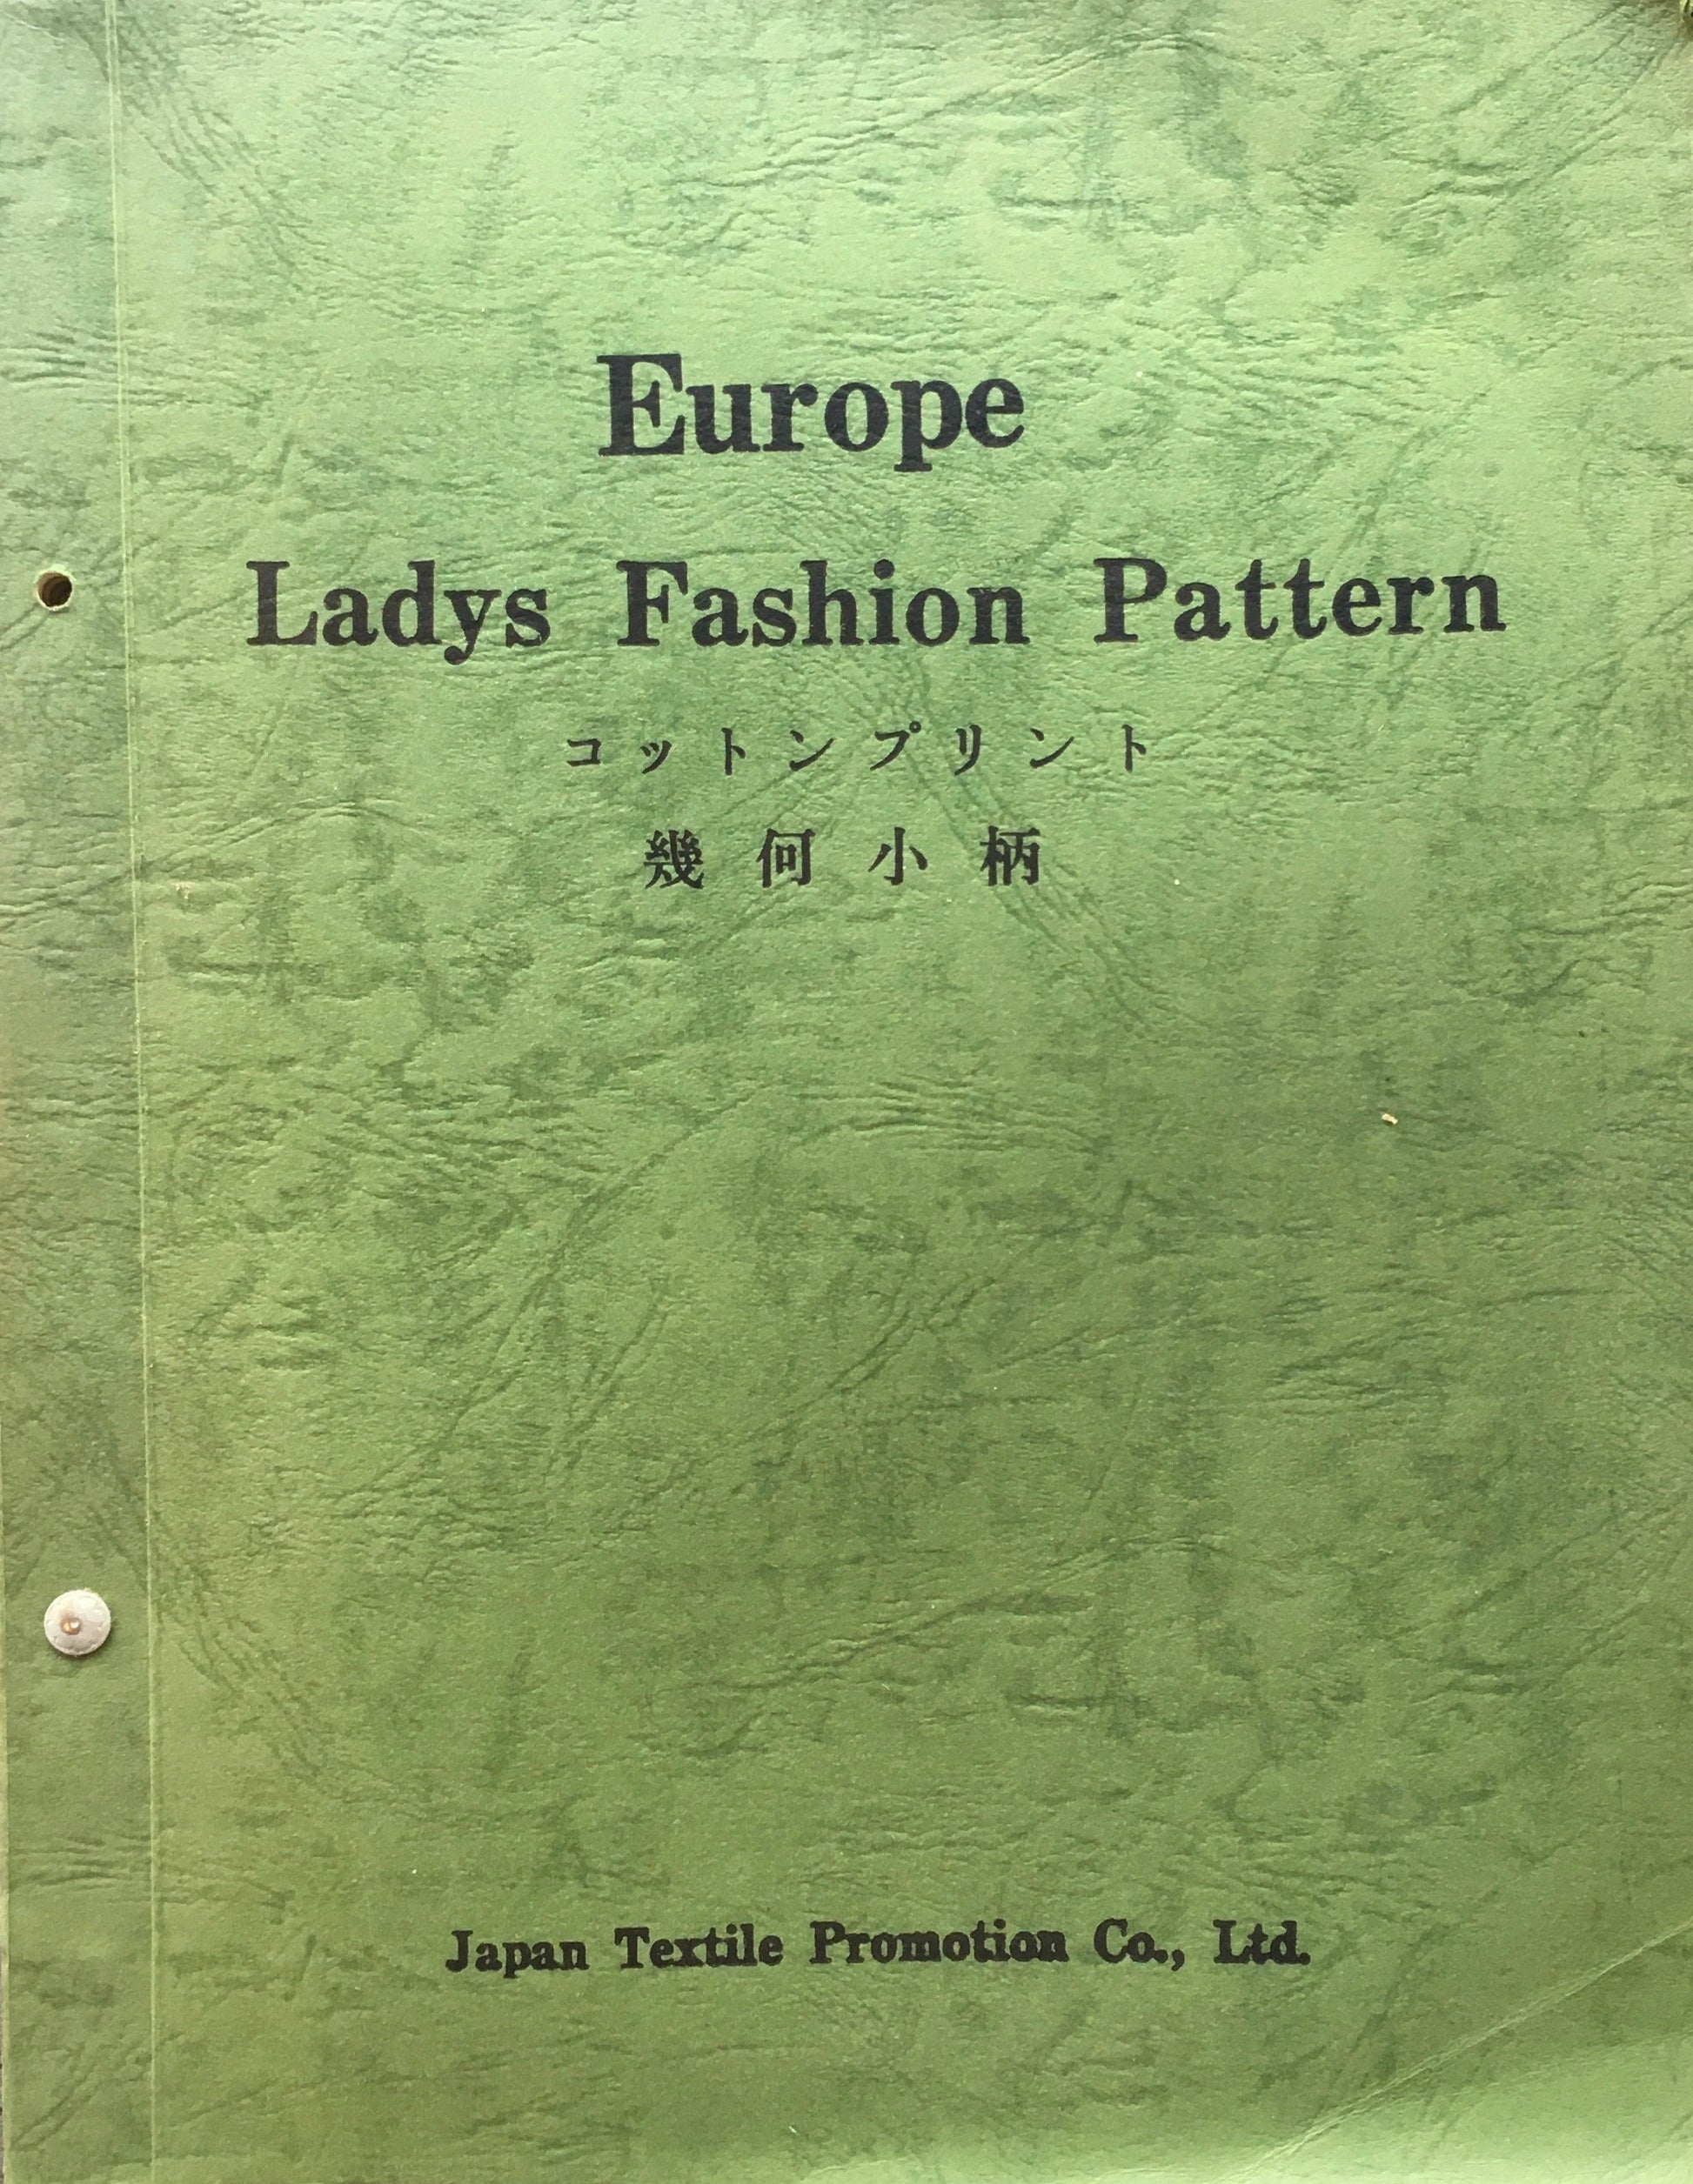 Europe
Ladys Fashion Pattern
コットンプリント
幾何小柄
Japan Textile Promotion Co., Ltd.